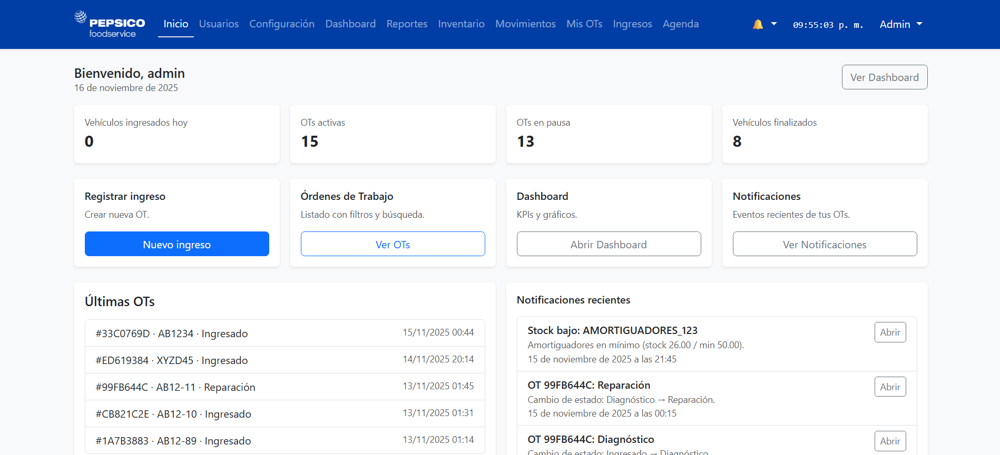 PEPSICO
foodservice
Inicio Usuarios Configuración Dashboard Reportes Inventario Movimientos Mis OTs Ingresos Agenda
09:55:03 p. m.
Admin
Bienvenido, admin
16 de noviembre de 2025
Ver Dashboard
Vehículos ingresados hoy
0
OTs activas
15
OTs en pausa
13
Vehículos finalizados
8
Registrar ingreso
Crear nueva OT.
Nuevo ingreso
Órdenes de Trabajo
Listado con filtros y búsqueda.
Ver OTs
Dashboard
KPIs y gráficos.
Abrir Dashboard
Notificaciones
Eventos recientes de tus OTs.
Ver Notificaciones
Últimas OTs
#33C0769D · AB1234 · Ingresado 15/11/2025 00:44
#ED619384 · XYZD45 · Ingresado 14/11/2025 20:14
#99FB644C · AB12-11 · Reparación 13/11/2025 01:45
#CB821C2E · AB12-10 · Ingresado 13/11/2025 01:31
#1A7B3883 · AB12-89 · Ingresado 13/11/2025 01:14
Notificaciones recientes
Stock bajo: AMORTIGUADORES_123
Abrir
Amortiguadores en mínimo (stock 26.00 / min 50.00).
15 de noviembre de 2025 a las 21:45
OT 99FB644C: Reparación
Abrir
Cambio de estado: Diagnóstico → Reparación.
15 de noviembre de 2025 a las 00:15
OT 99FB644C: Diagnóstico
Abrir
Cambio de estado: Ingresado → Diagnóstico.